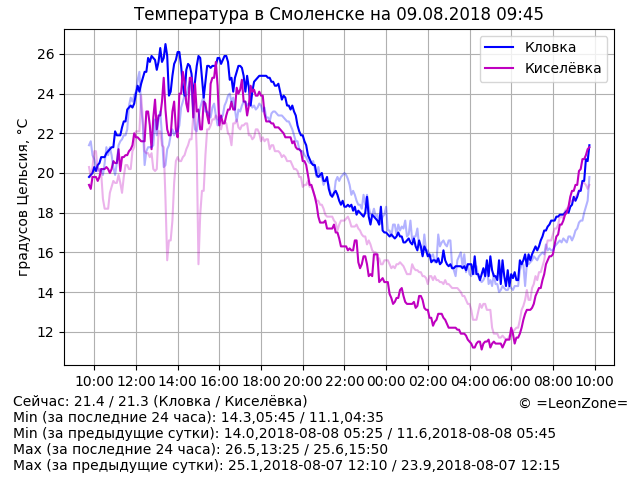 Температура в Смоленске на 09.08.2018 09:45
Кловка
Киселёвка
градусов Цельсия, °C
26
24
22
20
18
16
14
12
10:00 12:00 14:00 16:00 18:00 20:00 22:00 00:00 02:00 04:00 06:00 08:00 10:00
Сейчас: 21.4 / 21.3 (Кловка / Киселёвка)
© =LeonZone=
Min (за последние 24 часа): 14.3,05:45 / 11.1,04:35
Min (за предыдущие сутки): 14.0,2018-08-08 05:25 / 11.6,2018-08-08 05:45
Max (за последние 24 часа): 26.5,13:25 / 25.6,15:50
Max (за предыдущие сутки): 25.1,2018-08-07 12:10 / 23.9,2018-08-07 12:15